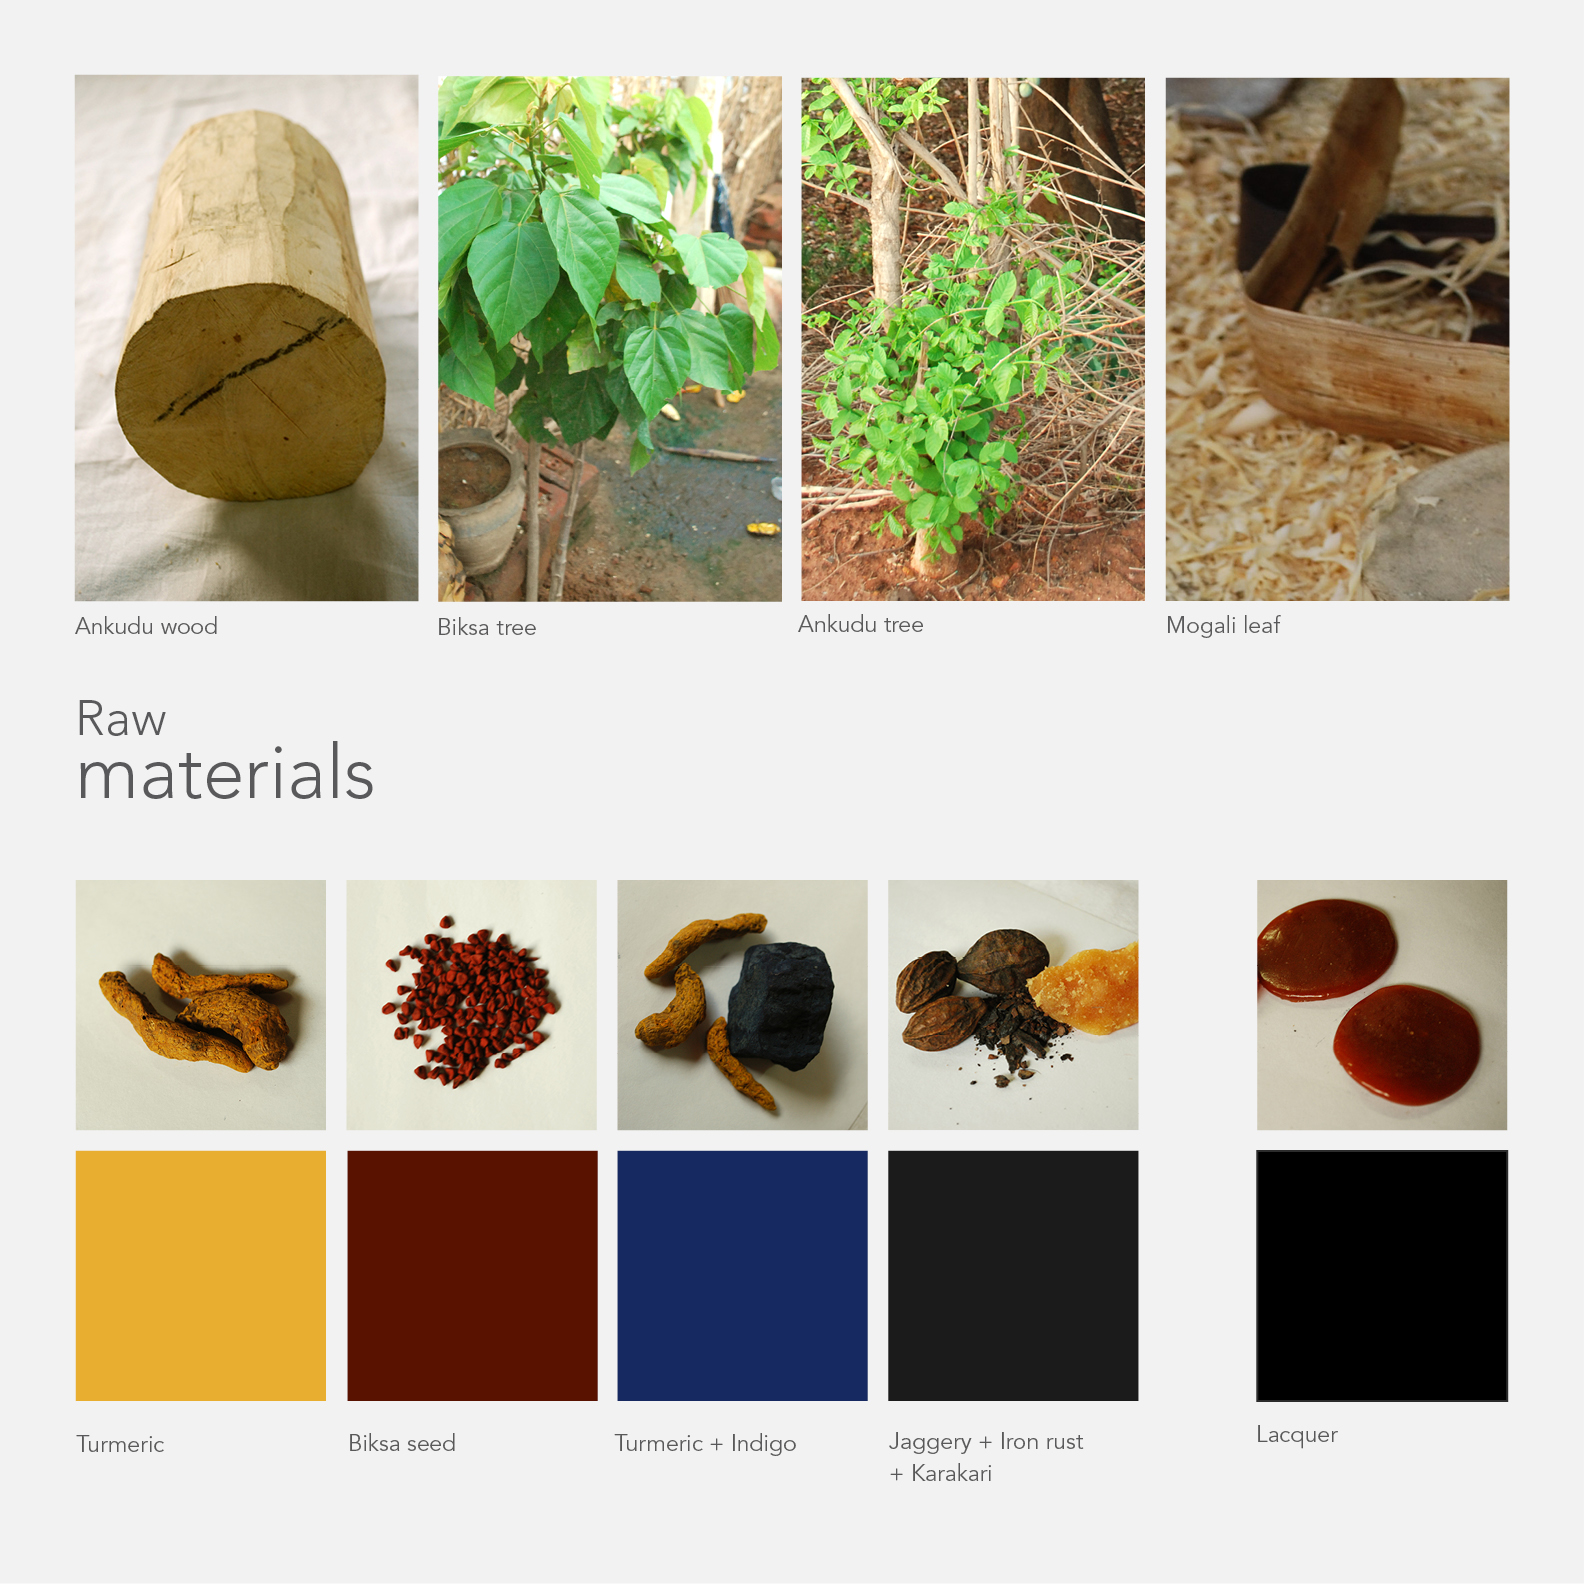 Ankudu wood
Biksa tree
Ankudu tree
Mogali leaf
Raw
materials
Turmeric
Biksa seed
Turmeric + Indigo
Jaggery + Iron rust
+ Karakari
Lacquer